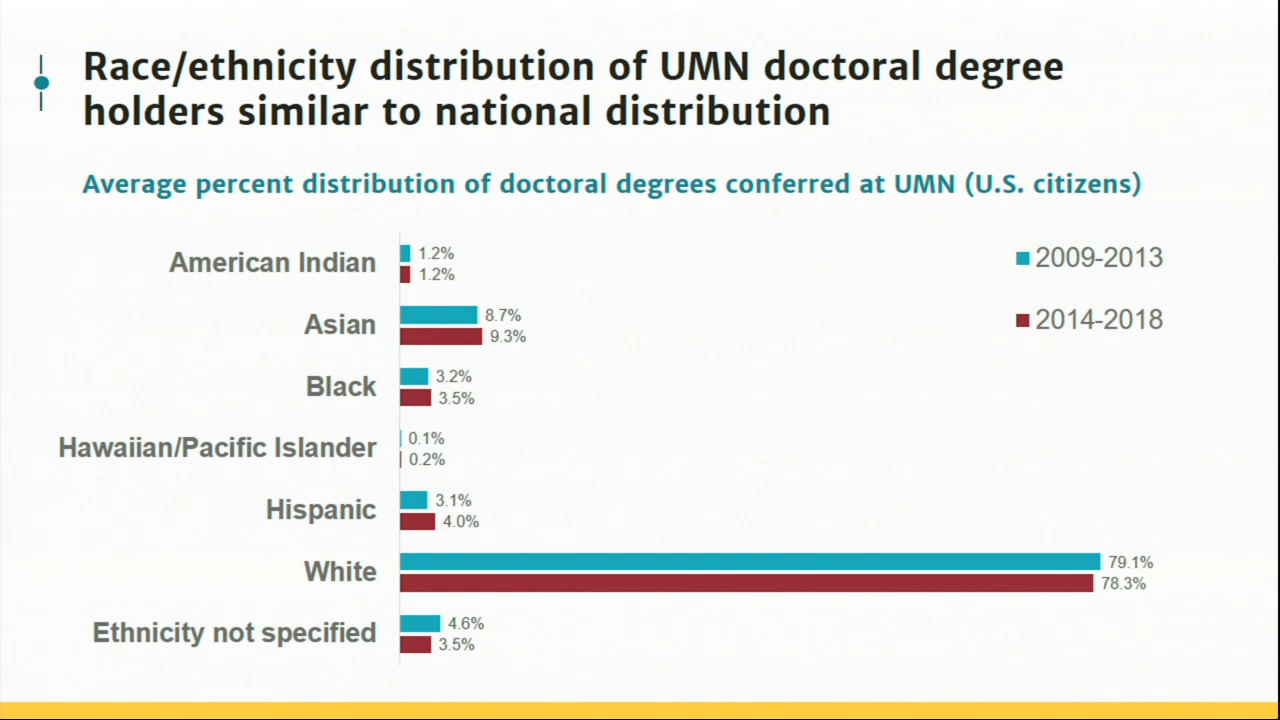 Race/ethnicity distribution of UMN doctoral degree
holders similar to national distribution
Average percent distribution of doctoral degrees conferred at UMN (U.S. citizens)
2009-2013
2014-2018
American Indian
1.2%
1.2%
Asian
8.7%
9.3%
Black
3.2%
3.5%
Hawaiian/Pacific Islander
0.1%
0.2%
Hispanic
3.1%
4.0%
White
79.1%
78.3%
Ethnicity not specified
4.6%
3.5%